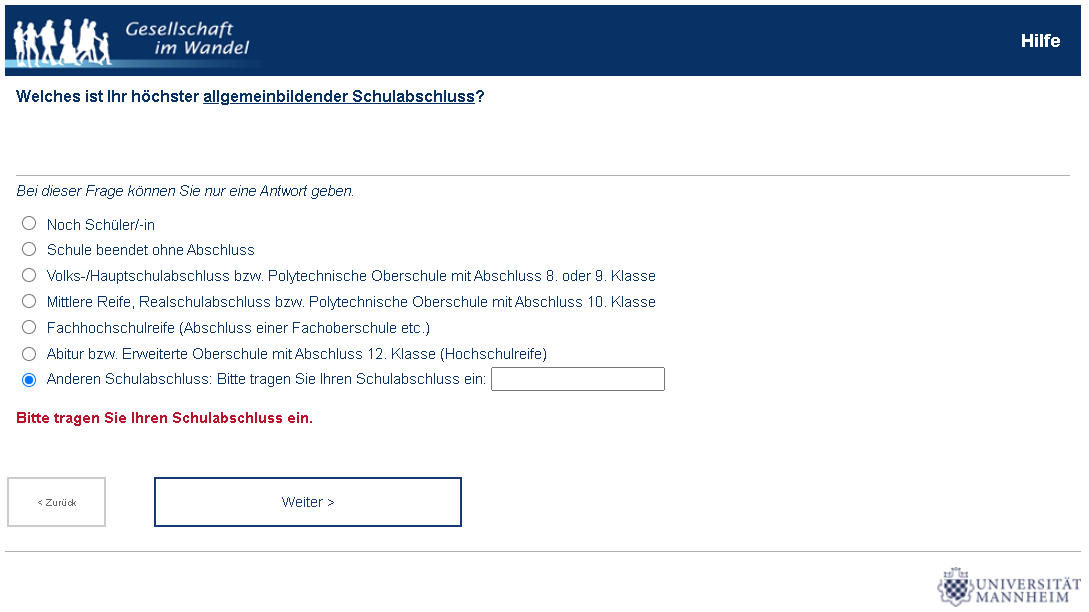 Gesellschaft
im Wandel
Hilfe
Welches ist Ihr höchster allgemeinbildender Schulabschluss?
Bei dieser Frage können Sie nur eine Antwort geben.
Noch Schüler/-in
Schule beendet ohne Abschluss
Volks-/Hauptschulabschluss bzw. Polytechnische Oberschule mit Abschluss 8. oder 9. Klasse
Mittlere Reife, Realschulabschluss bzw. Polytechnische Oberschule mit Abschluss 10. Klasse
Fachhochschulreife (Abschluss einer Fachoberschule etc.)
Abitur bzw. Erweiterte Oberschule mit Abschluss 12. Klasse (Hochschulreife)
Anderen Schulabschluss: Bitte tragen Sie Ihren Schulabschluss ein:
Bitte tragen Sie Ihren Schulabschluss ein.
< Zurück
Weiter >
UNIVERSITÄT
MANNHEIM